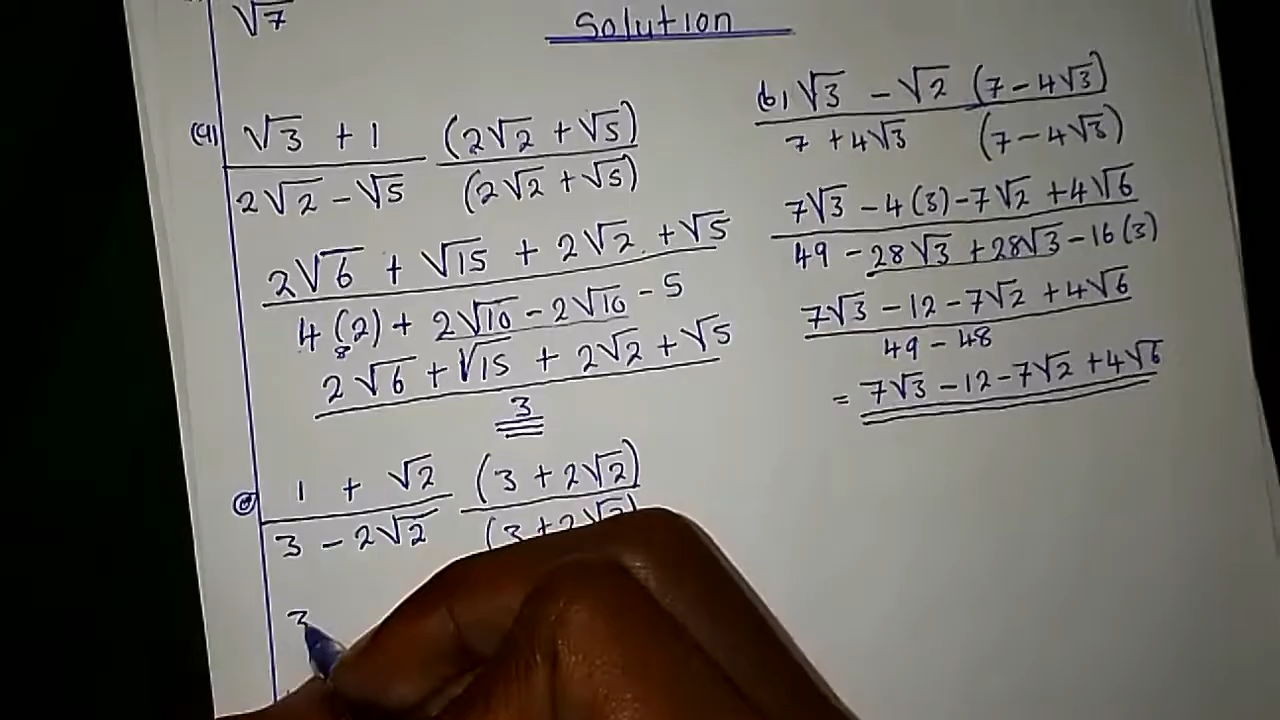 √7
Solution
(a) √3 + 1 (2√2 + √5)
2√2 - √5 (2√2 + √5)
2√6 + √15 + 2√2 + √5
4(2) + 2√10 - 2√10 - 5
8
2√6 + √15 + 2√2 + √5
3
1 + √2 (3 + 2√2)
3 - 2√2 (3 + 2√2)
3
(b) √3 - √2 (7 - 4√3)
7 + 4√3 (7 - 4√3)
7√3 - 4(3) - 7√2 + 4√6
49 - 28√3 + 28√3 - 16(3)
7√3 - 12 - 7√2 + 4√6
49 - 48
= 7√3 - 12 - 7√2 + 4√6